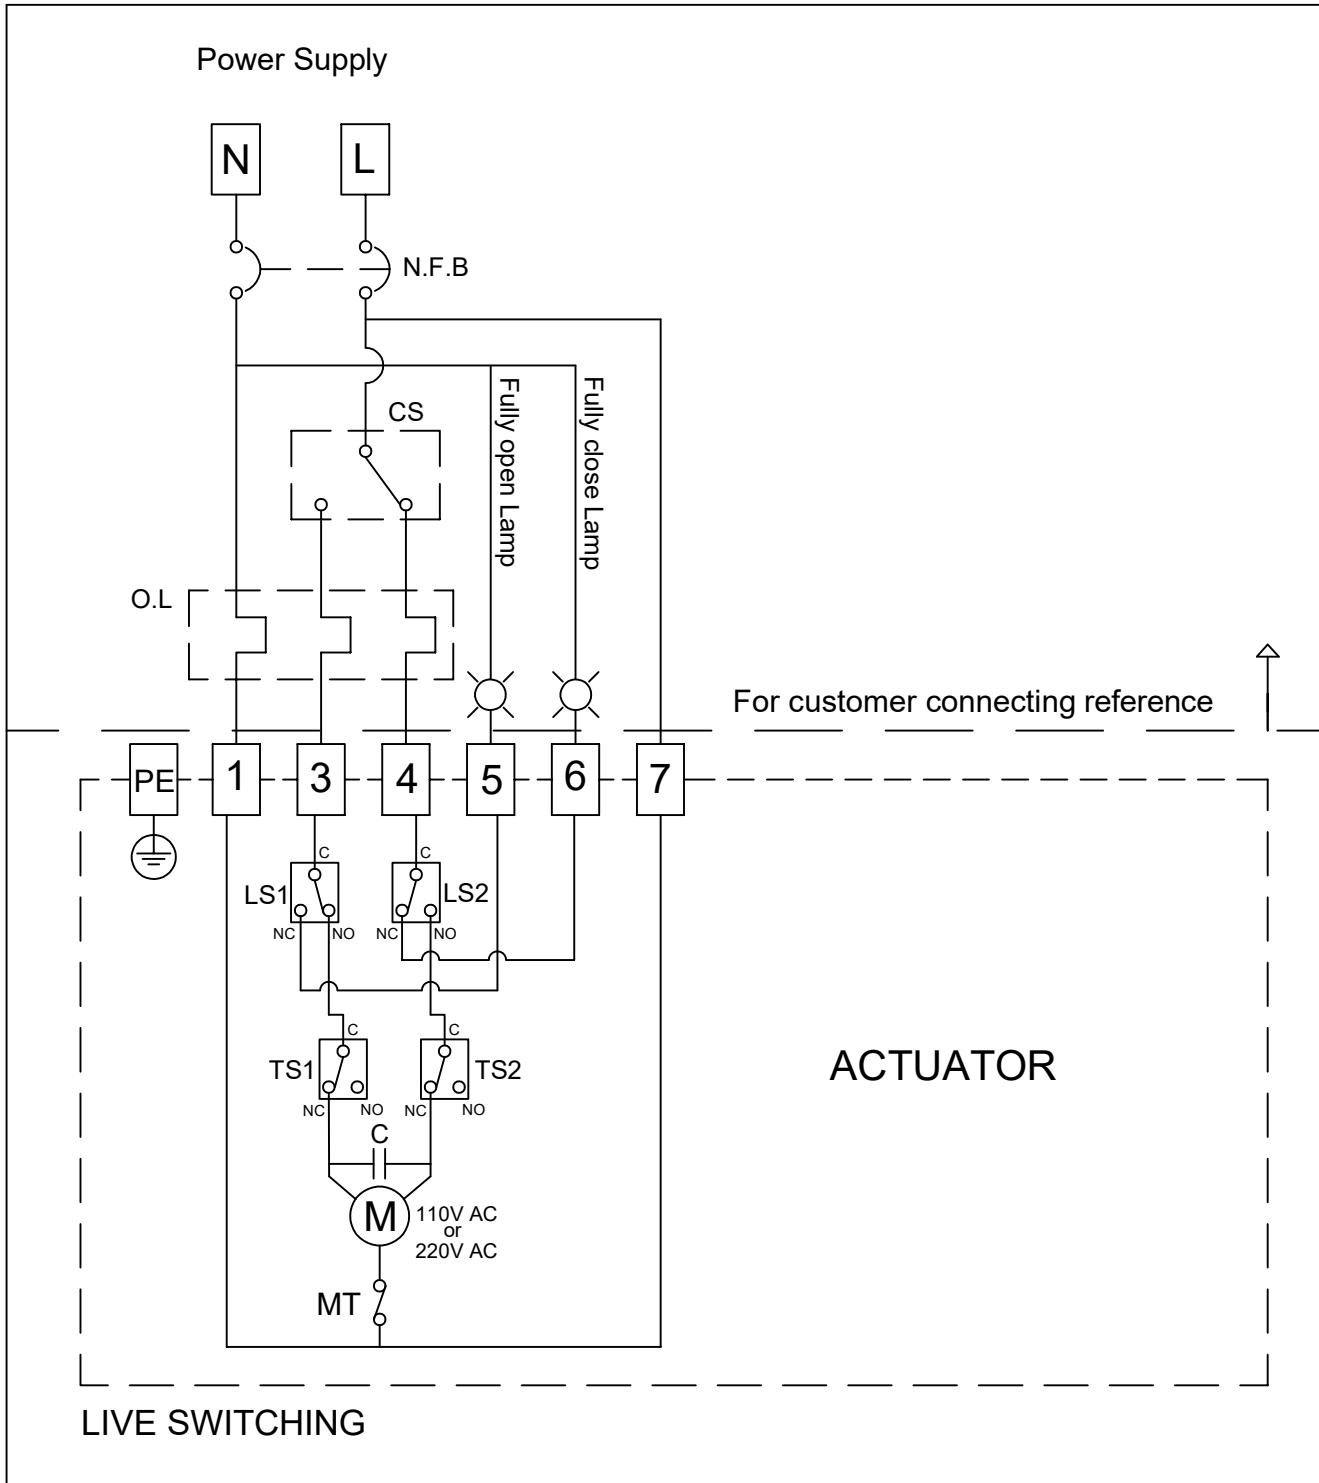 Power Supply
N
L
N.F.B
CS
Fully open Lamp
Fully close Lamp
O.L
For customer connecting reference
PE
1
3
4
5
6
7
C
C
LS1
LS2
NC
NO
NC
NO
C
C
TS1
TS2
NC
NO
NC
NO
C
M
110V AC
or
220V AC
MT
ACTUATOR
LIVE SWITCHING